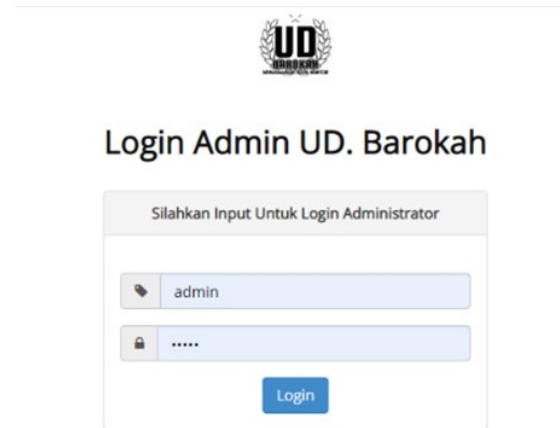 UD
BAROKAH
Login Admin UD. Barokah
Silahkan Input Untuk Login Administrator
admin
•••••
Login